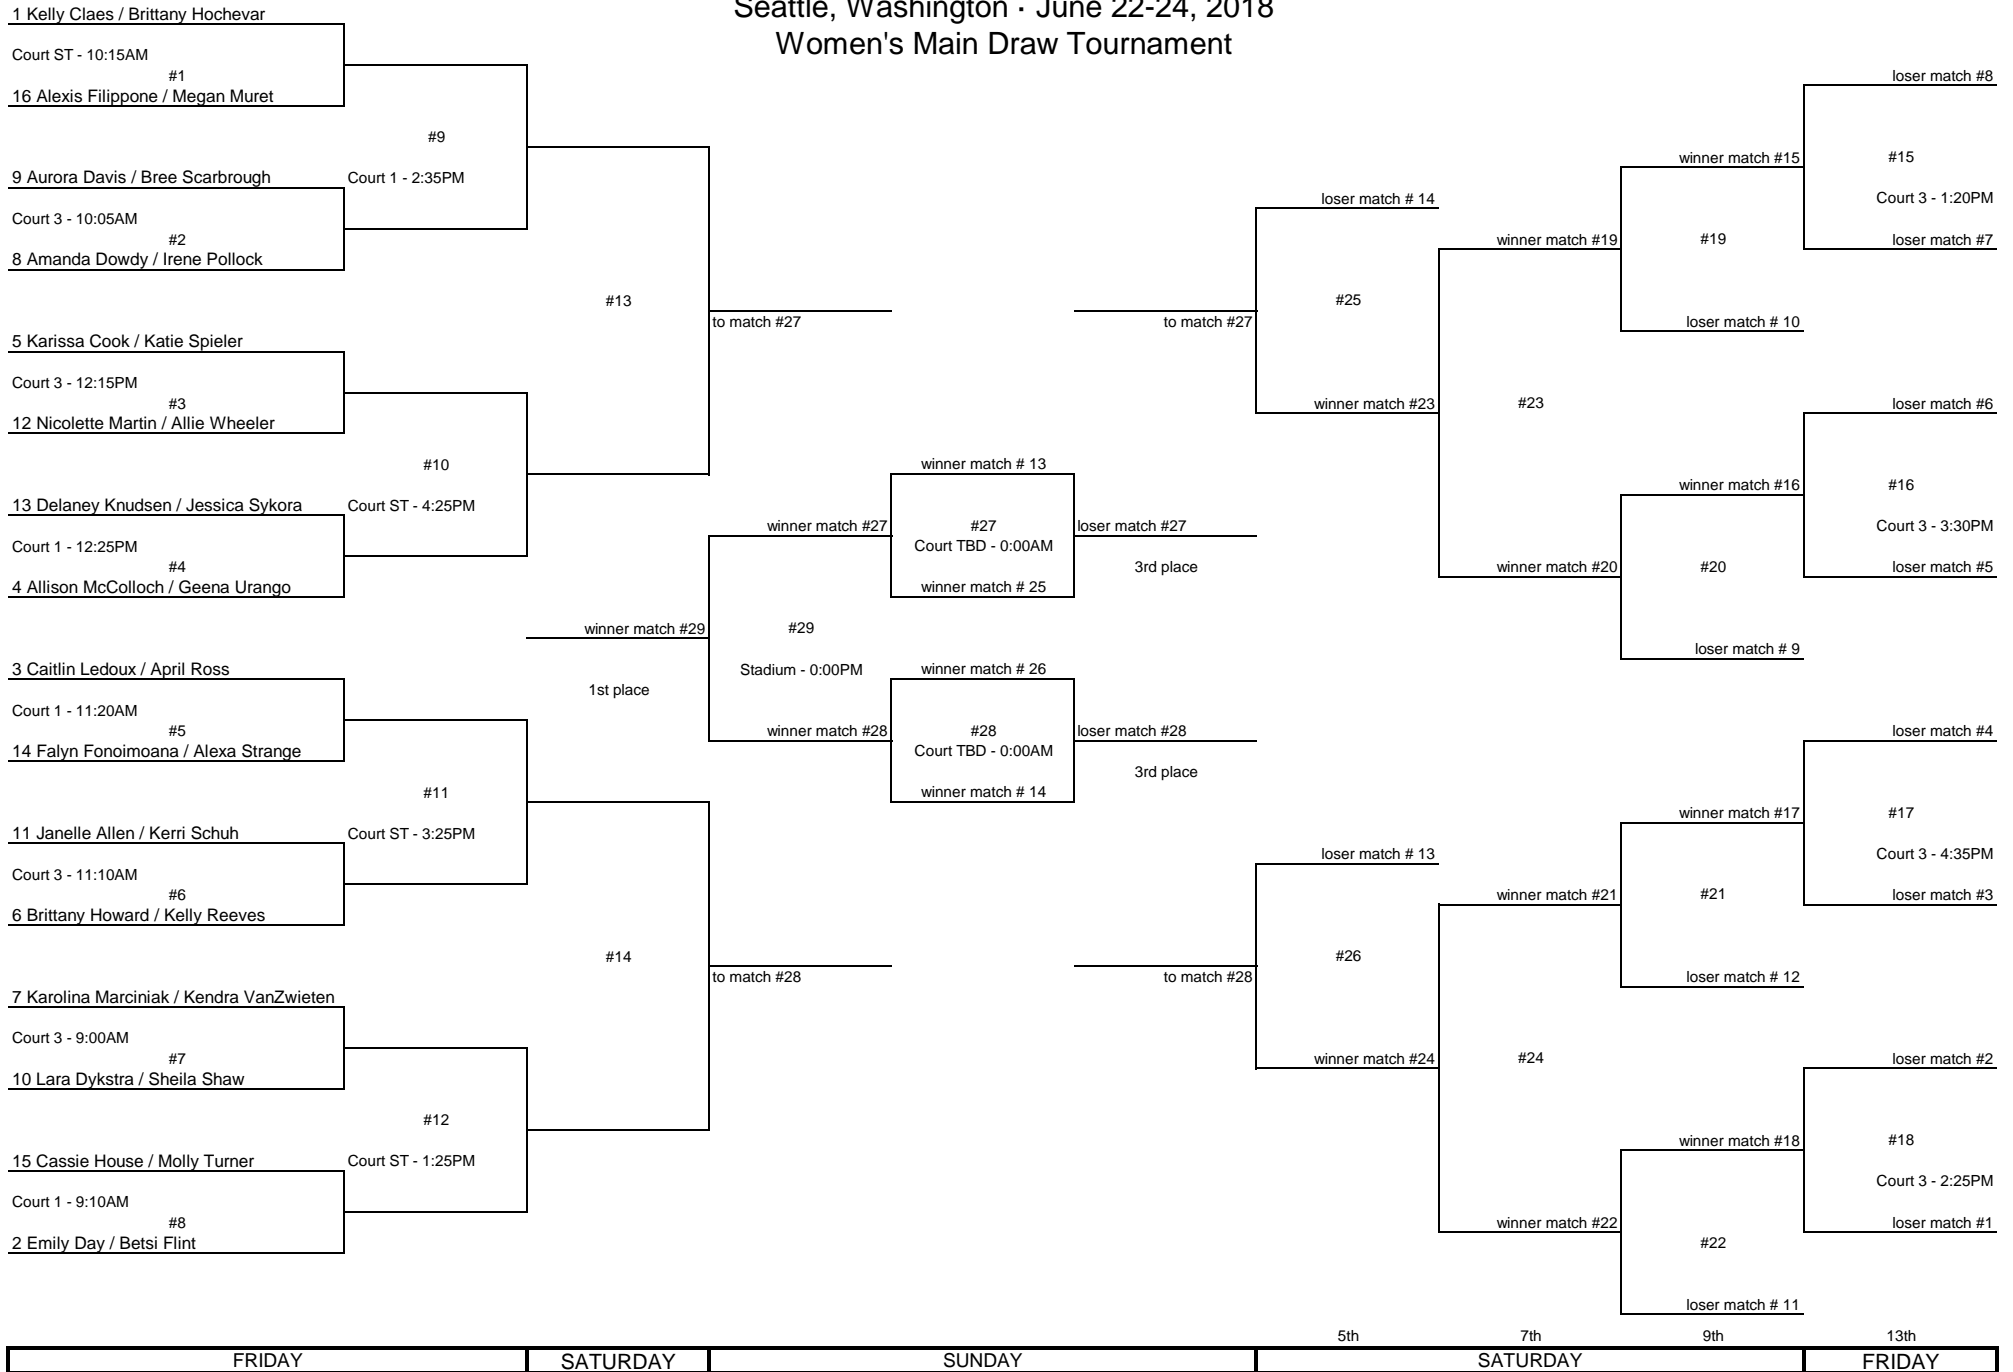 Seattle, Washington · June 22-24, 2018
Women's Main Draw Tournament
1 Kelly Claes / Brittany Hochevar
Court ST - 10:15AM
#1
16 Alexis Filippone / Megan Muret
#9
Court 1 - 2:35PM
9 Aurora Davis / Bree Scarbrough
Court 3 - 10:05AM
#2
8 Amanda Dowdy / Irene Pollock
#13
to match #27
5 Karissa Cook / Katie Spieler
Court 3 - 12:15PM
#3
12 Nicolette Martin / Allie Wheeler
#10
Court ST - 4:25PM
13 Delaney Knudsen / Jessica Sykora
Court 1 - 12:25PM
#4
4 Allison McColloch / Geena Urango
winner match #29
1st place
3 Caitlin Ledoux / April Ross
Court 1 - 11:20AM
#5
14 Falyn Fonoimoana / Alexa Strange
#11
Court ST - 3:25PM
11 Janelle Allen / Kerri Schuh
Court 3 - 11:10AM
#6
6 Brittany Howard / Kelly Reeves
#14
to match #28
7 Karolina Marciniak / Kendra VanZwieten
Court 3 - 9:00AM
#7
10 Lara Dykstra / Sheila Shaw
#12
Court ST - 1:25PM
15 Cassie House / Molly Turner
Court 1 - 9:10AM
#8
2 Emily Day / Betsi Flint
winner match # 13
winner match #27
#27
Court TBD - 0:00AM
loser match #27
3rd place
winner match # 25
#29
Stadium - 0:00PM
winner match # 26
winner match #28
#28
Court TBD - 0:00AM
loser match #28
3rd place
winner match # 14
loser match #8
winner match #15
#15
Court 3 - 1:20PM
loser match # 14
winner match #19
#19
loser match #7
#25
to match #27
loser match # 10
winner match #23
#23
loser match #6
winner match #16
#16
Court 3 - 3:30PM
winner match #20
#20
loser match #5
loser match # 9
loser match #4
winner match #17
#17
Court 3 - 4:35PM
loser match # 13
winner match #21
#21
loser match #3
#26
to match #28
loser match # 12
winner match #24
#24
loser match #2
winner match #18
#18
Court 3 - 2:25PM
winner match #22
#22
loser match #1
loser match # 11
5th
7th
9th
13th
FRIDAY
SATURDAY
SUNDAY
SATURDAY
FRIDAY